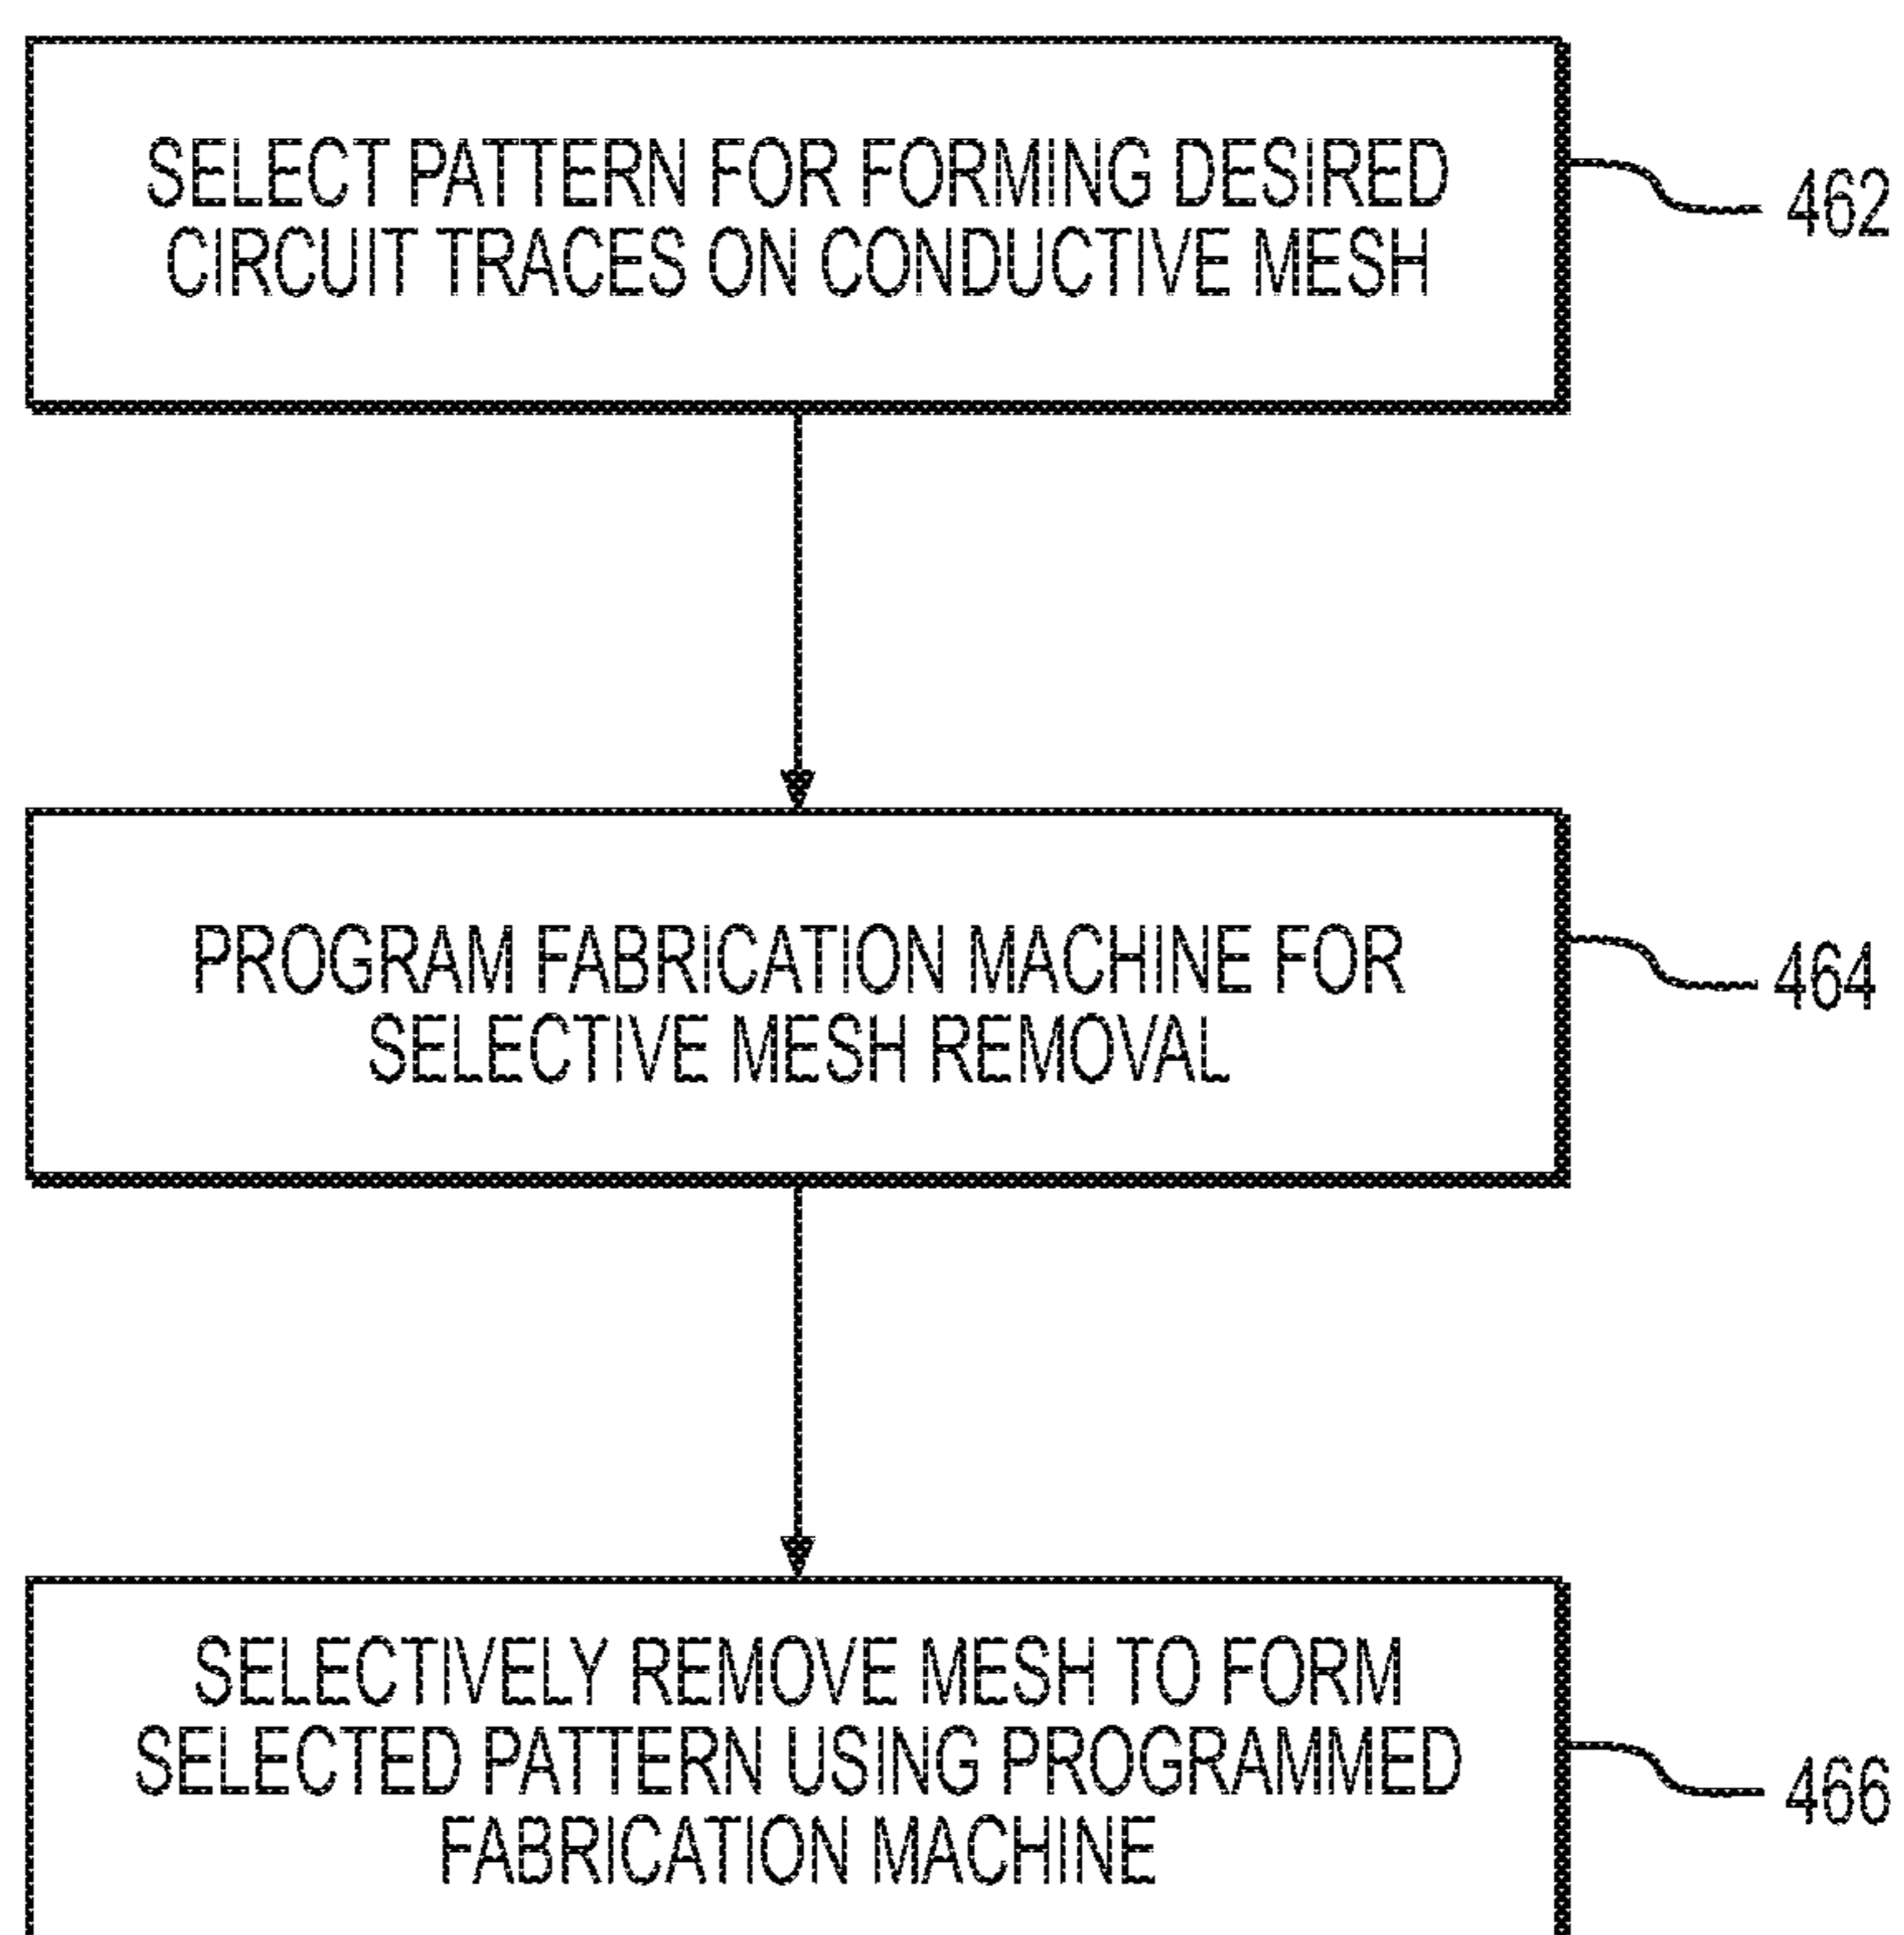 SELECT PATTERN FOR FORMING DESIRED
CIRCUIT TRACES ON CONDUCTIVE MESH
462
PROGRAM FABRICATION MACHINE FOR
SELECTIVE MESH REMOVAL
464
SELECTIVELY REMOVE MESH TO FORM
SELECTED PATTERN USING PROGRAMMED
FABRICATION MACHINE
466